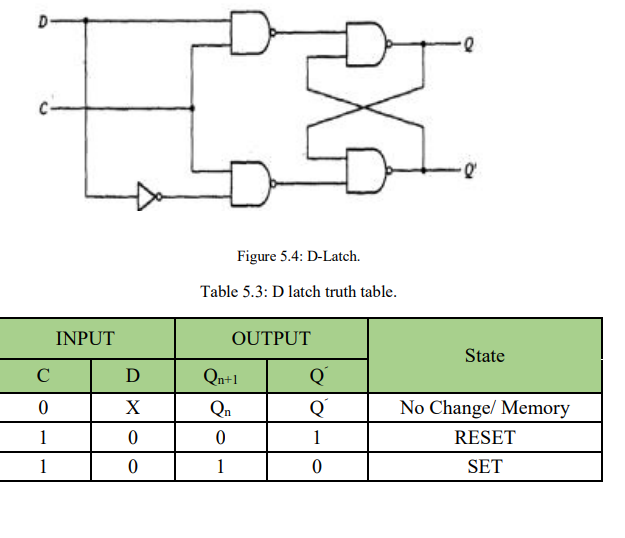 D
Q
C
Q'
Figure 5.4: D-Latch.
Table 5.3: D latch truth table.
INPUT OUTPUT State
C D Qn+1 Q´
0 X Qn Q´ No Change/ Memory
1 0 0 1 RESET
1 0 1 0 SET